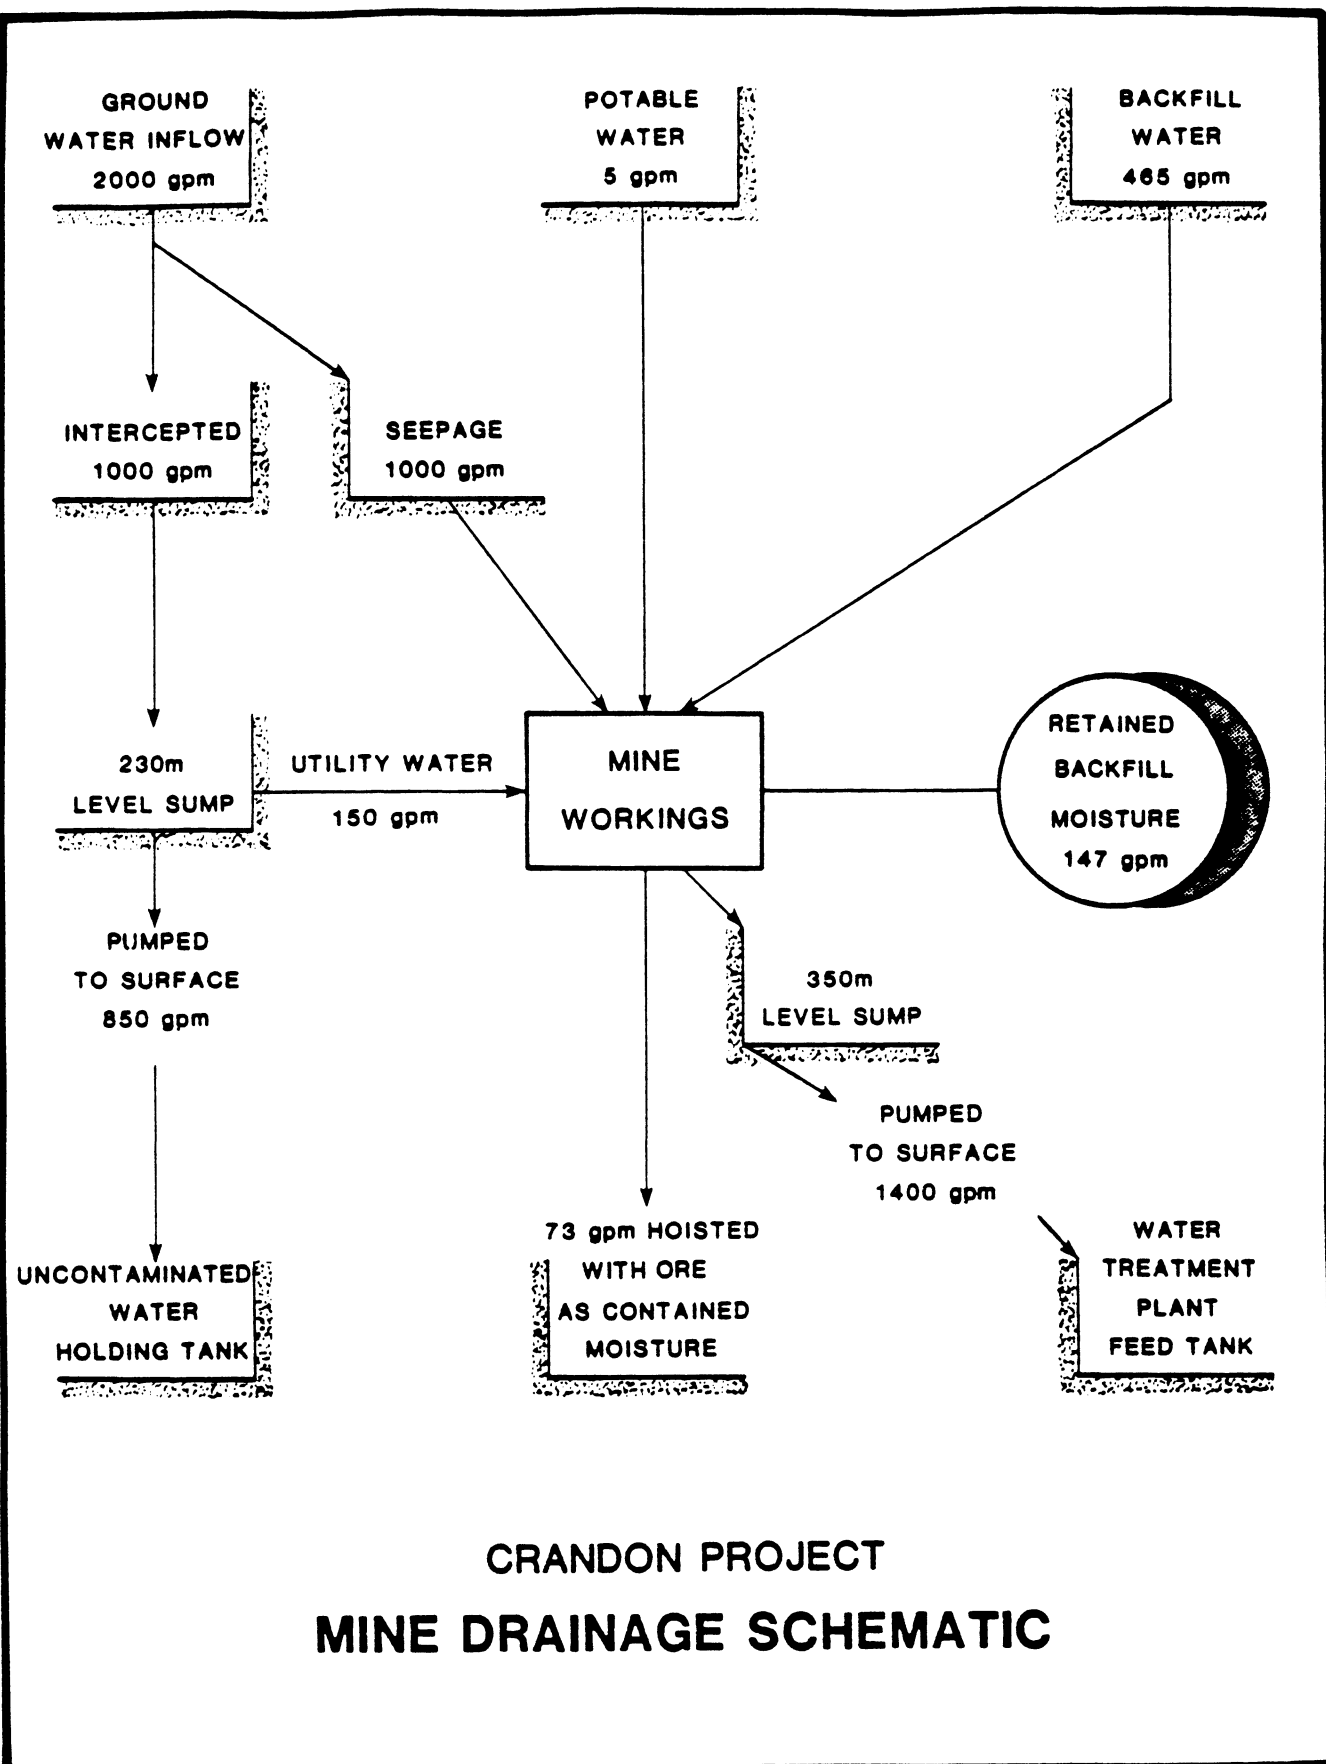 GROUND
WATER INFLOW
2000 gpm
POTABLE
WATER
5 gpm
BACKFILL
WATER
465 gpm
INTERCEPTED
1000 gpm
SEEPAGE
1000 gpm
230m
LEVEL SUMP
UTILITY WATER
150 gpm
MINE
WORKINGS
RETAINED
BACKFILL
MOISTURE
147 gpm
PUMPED
TO SURFACE
850 gpm
350m
LEVEL SUMP
PUMPED
TO SURFACE
1400 gpm
UNCONTAMINATED
WATER
HOLDING TANK
73 gpm HOISTED
WITH ORE
AS CONTAINED
MOISTURE
WATER
TREATMENT
PLANT
FEED TANK
CRANDON PROJECT
MINE DRAINAGE SCHEMATIC